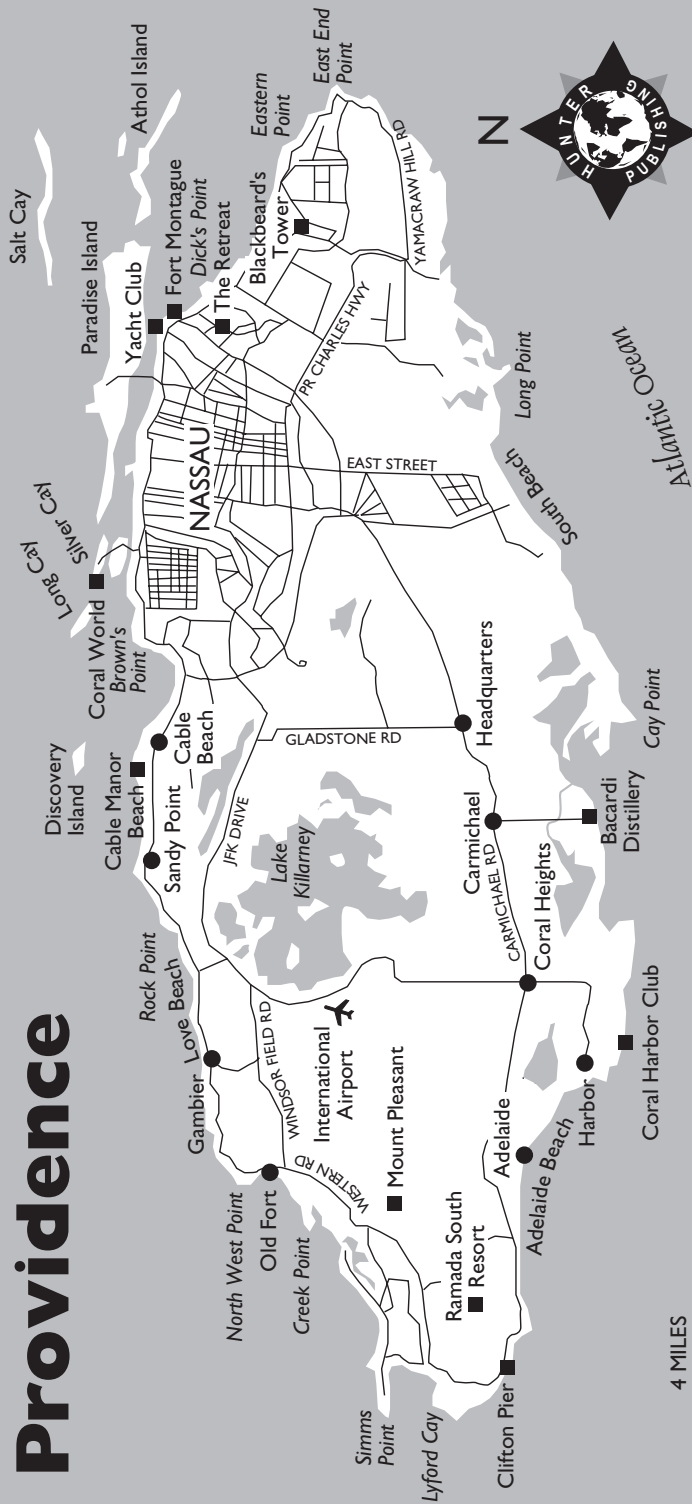 Providence
Salt Cay
Athol Island
Paradise Island
Yacht Club
Fort Montague
Dick's Point
The Retreat
Eastern
Point
East End
Point
Blackbeard's
Tower
YAMACRAW HILL RD
PR CHARLES HWY
NASSAU
EAST STREET
Long Cay
Silver Cay
Coral World
Brown's
Point
Discovery
Island
Cable Manor
Beach
Cable
Beach
Sandy Point
Rock Point
Love Beach
Gambier
JFK DRIVE
GLADSTONE RD
Lake
Killarney
WINDSOR FIELD RD
International
Airport
North West Point
Old Fort
Creek Point
WESTERN RD
Mount Pleasant
Simms
Point
Lyford Cay
Clifton Pier
Ramada South
Resort
Adelaide
Adelaide Beach
Harbor
Coral Harbor Club
Coral Heights
CARMICHAEL RD
Carmichael
Headquarters
Bacardi
Distillery
Cay Point
South Beach
Long Point
Atlantic Ocean
N
HUNTER
PUBLISHING
4 MILES